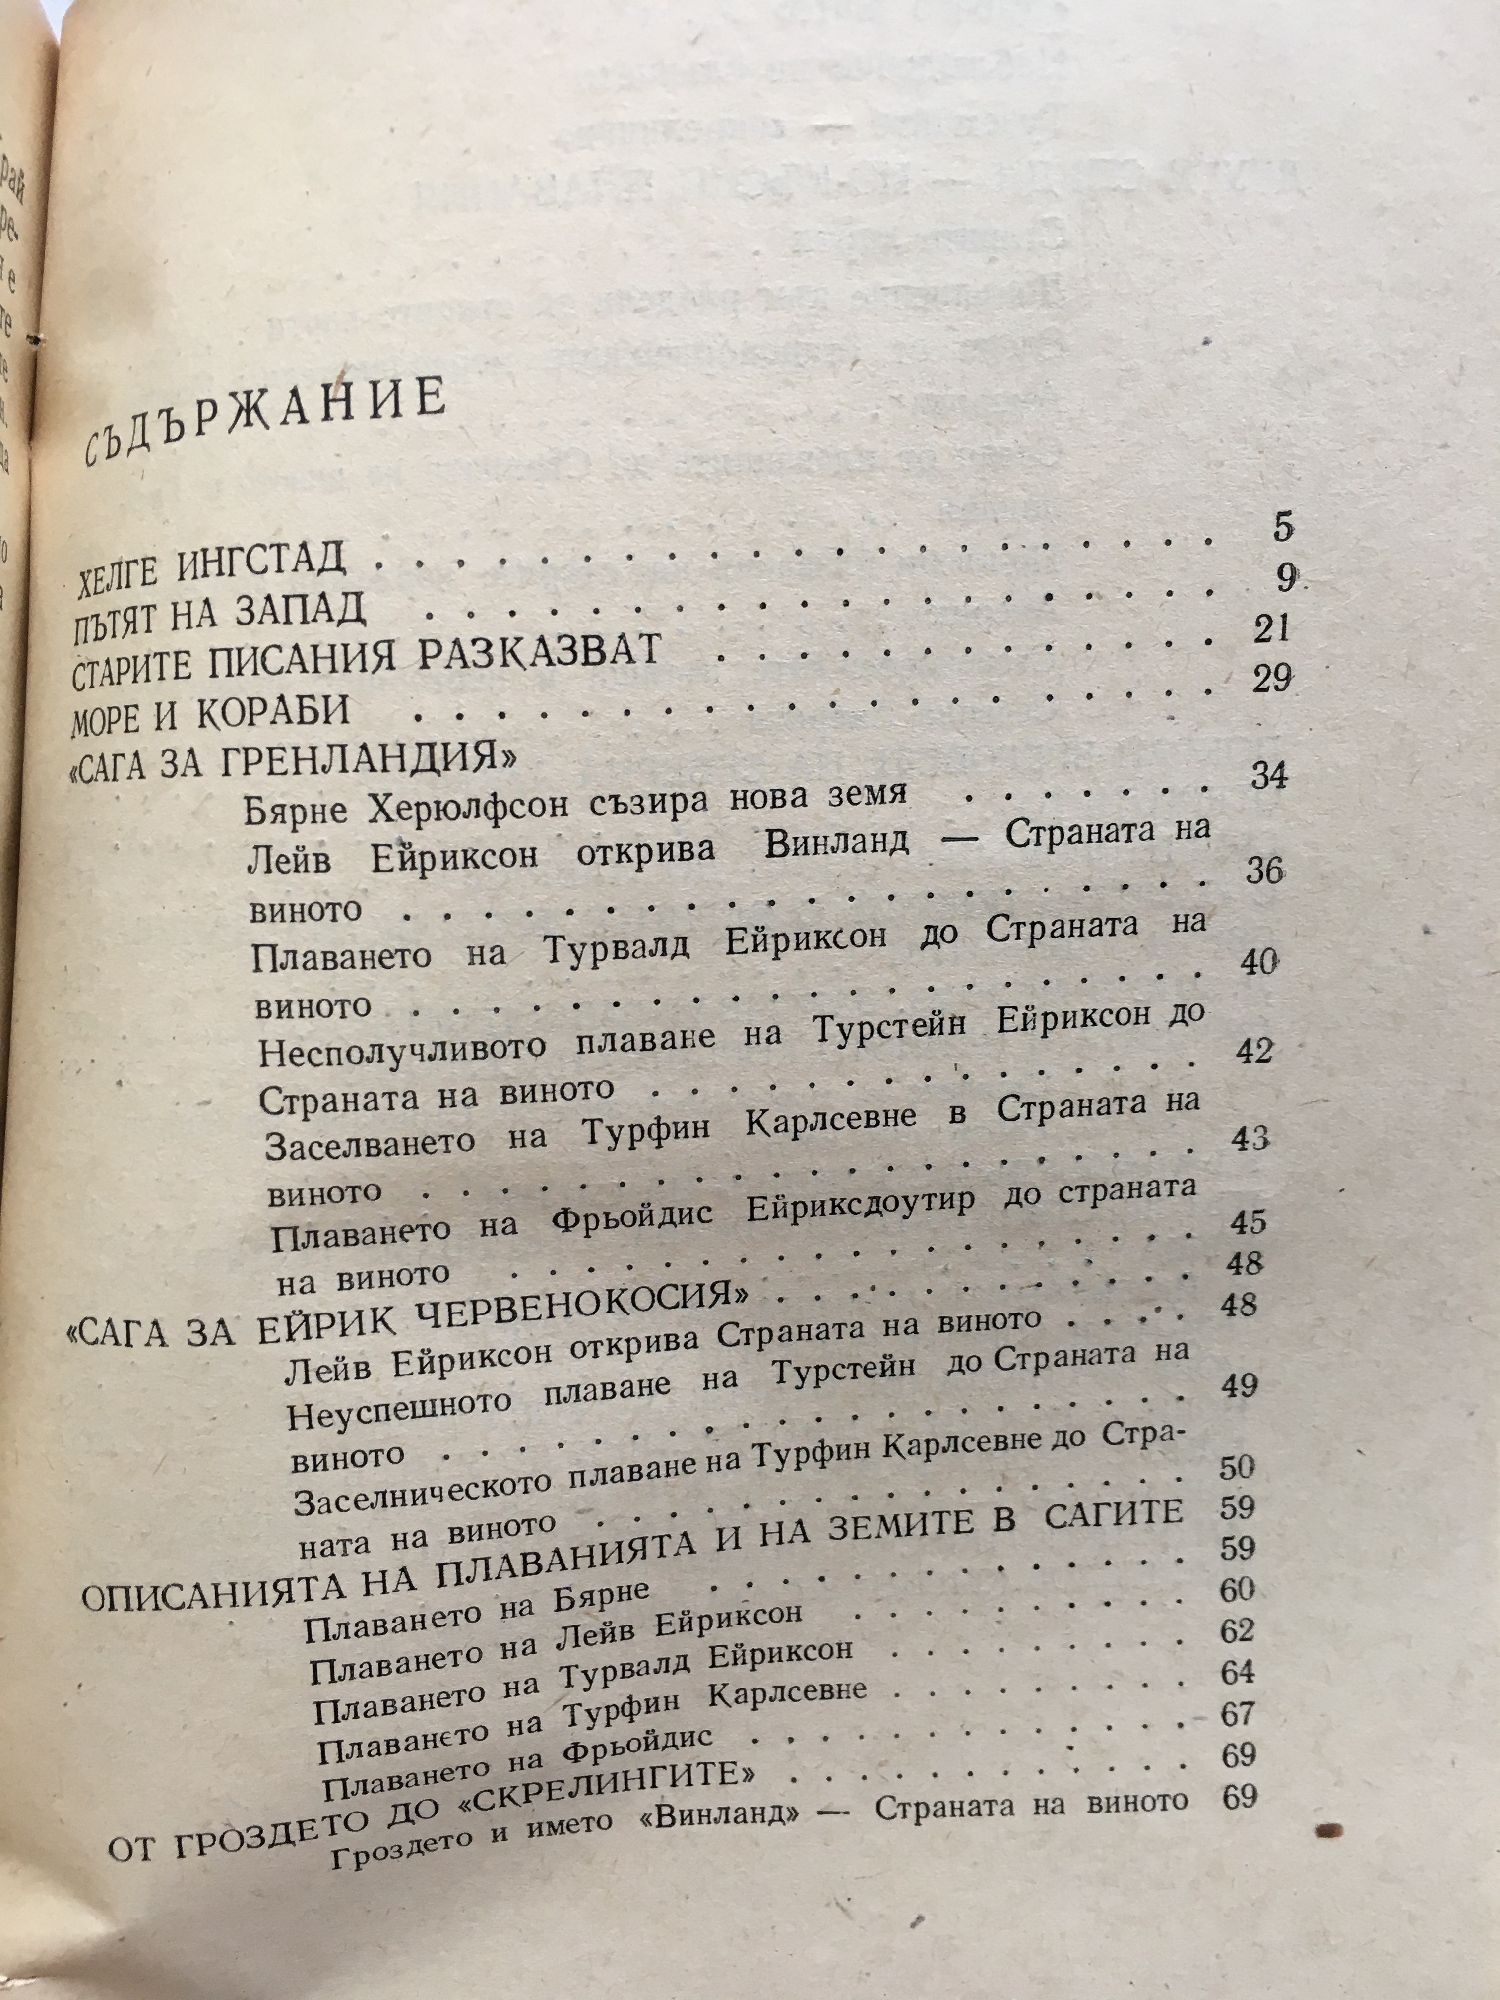 СЪДЪРЖАНИЕ
ХЕЛГЕ ИНГСТАД . . . . . . . . . . . . . . . . . . . . . 5
ПЪТЯТ НА ЗАПАД . . . . . . . . . . . . . . . . . . . . 9
СТАРИТЕ ПИСАНИЯ РАЗКАЗВАТ . . . . . . . . . . . . . 21
МОРЕ И КОРАБИ . . . . . . . . . . . . . . . . . . . . 29
«САГА ЗА ГРЕНЛАНДИЯ»
Бярне Херюлфсон съзира нова земя . . . . . . . 34
Лейв Ейриксон открива Винланд — Страната на
виното . . . . . . . . . . . . . . . . . . . . 36
Плаването на Турвалд Ейриксон до Страната на
виното . . . . . . . . . . . . . . . . . . . . 40
Несполучливото плаване на Турстейн Ейриксон до
Страната на виното . . . . . . . . . . . . . . 42
Заселването на Турфин Карлсевне в Страната на
виното . . . . . . . . . . . . . . . . . . . . 43
Плаването на Фрьойдис Ейриксдоутир до страната
на виното . . . . . . . . . . . . . . . . . . 45
«САГА ЗА ЕЙРИК ЧЕРВЕНОКОСИЯ» . . . . . . . . . . . 48
Лейв Ейриксон открива Страната на виното . . . . 48
Неуспешното плаване на Турстейн до Страната на
виното . . . . . . . . . . . . . . . . . . . . 49
Заселническото плаване на Турфин Карлсевне до Стра-
ната на виното . . . . . . . . . . . . . . . . 50
ОПИСАНИЯТА НА ПЛАВАНИЯТА И НА ЗЕМИТЕ В САГИТЕ 59
Плаването на Бярне . . . . . . . . . . . . . 59
Плаването на Лейв Ейриксон . . . . . . . . . 60
Плаването на Турвалд Ейриксон . . . . . . . . 62
Плаването на Турфин Карлсевне . . . . . . . . 64
Плаването на Фрьойдис . . . . . . . . . . . . 67
ОТ ГРОЗДЕТО ДО «СКРЕЛИНГИТЕ» . . . . . . . . . . . 69
Гроздето и името «Винланд» — Страната на виното 69